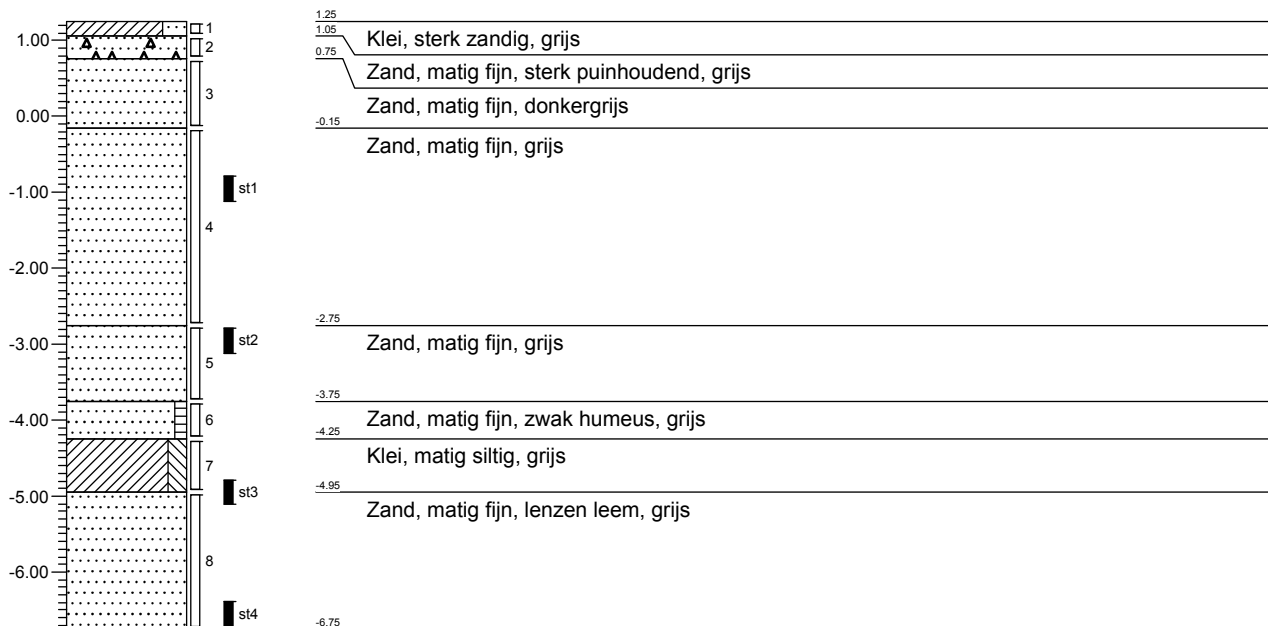 1.25
1
1.05
Klei, sterk zandig, grijs
1.00
2
0.75
Zand, matig fijn, sterk puinhoudend, grijs
3
Zand, matig fijn, donkergrijs
0.00
-0.15
Zand, matig fijn, grijs
-1.00
st1
4
-2.00
-2.75
Zand, matig fijn, grijs
-3.00
st2
5
-3.75
Zand, matig fijn, zwak humeus, grijs
-4.00
6
-4.25
Klei, matig siltig, grijs
7
-5.00
st3
-4.95
Zand, matig fijn, lenzen leem, grijs
8
-6.00
st4
-6.75